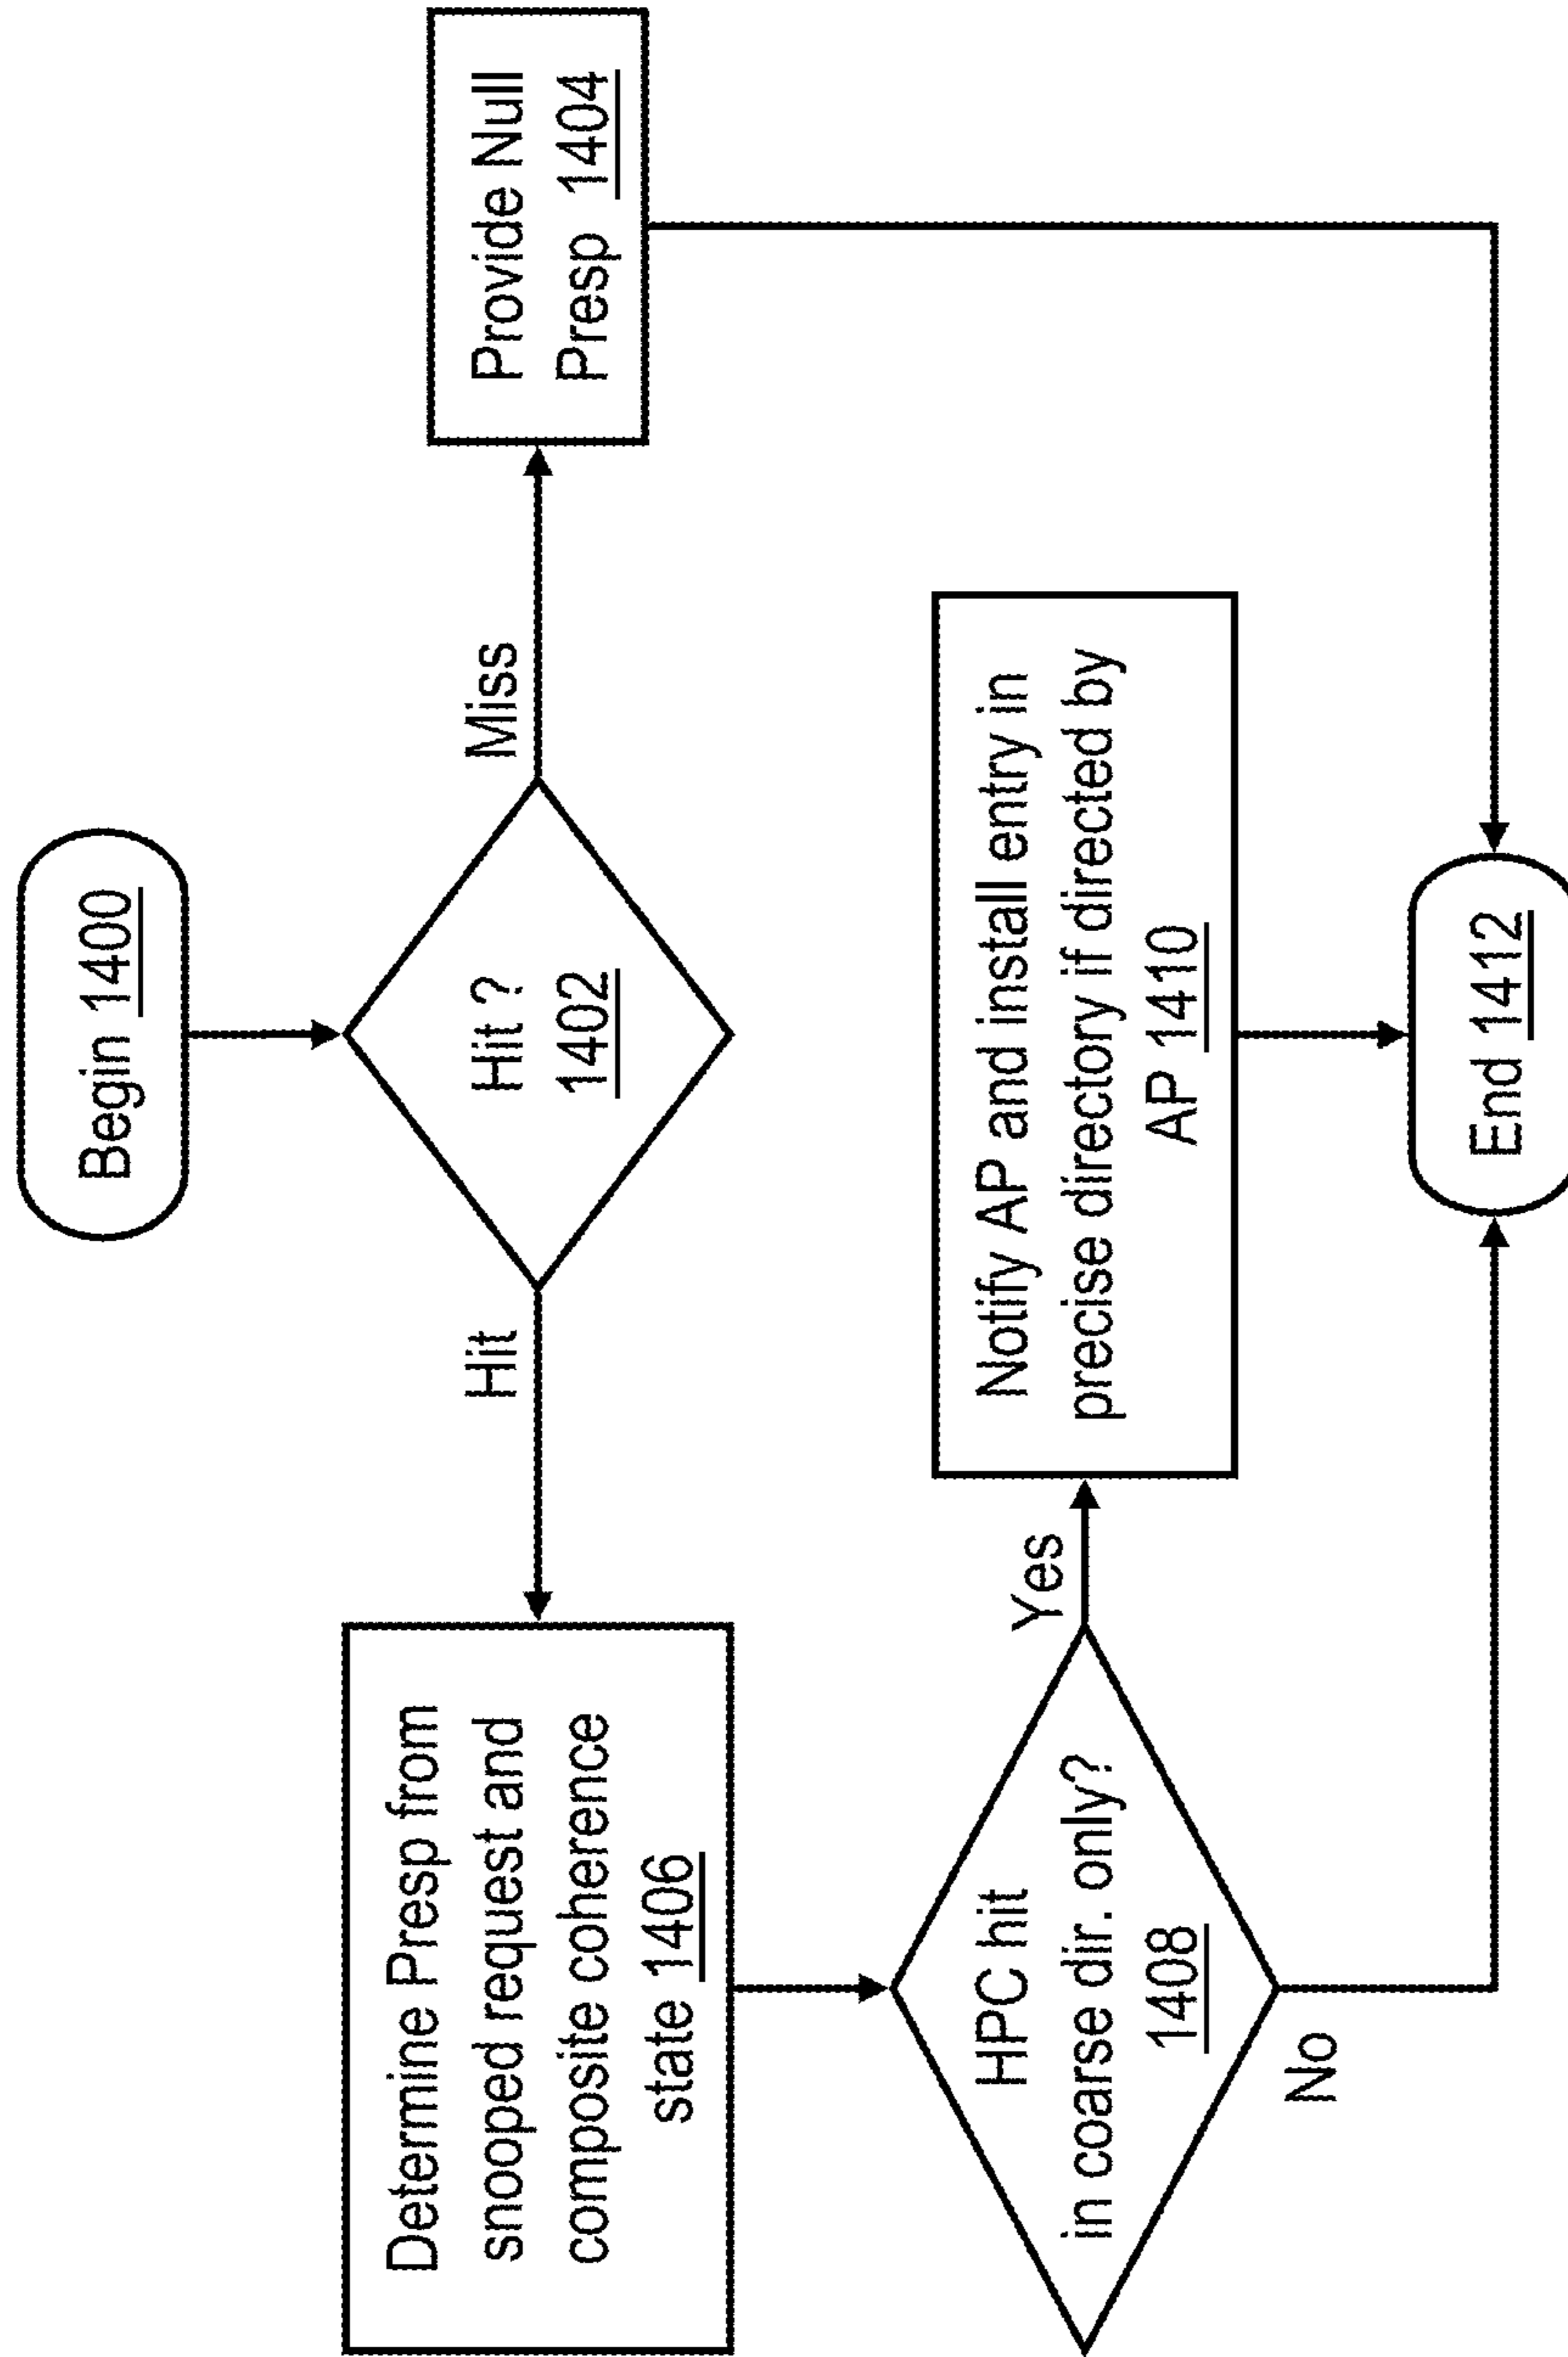 Begin 1400
Hit ?
1402
Hit
Miss
Provide Null
Presp 1404
Determine Presp from
snooped request and
composite coherence
state 1406
HPC hit
in coarse dir. only?
1408
Yes
No
Notify AP and install entry in
precise directory if directed by
AP 1410
End 1412